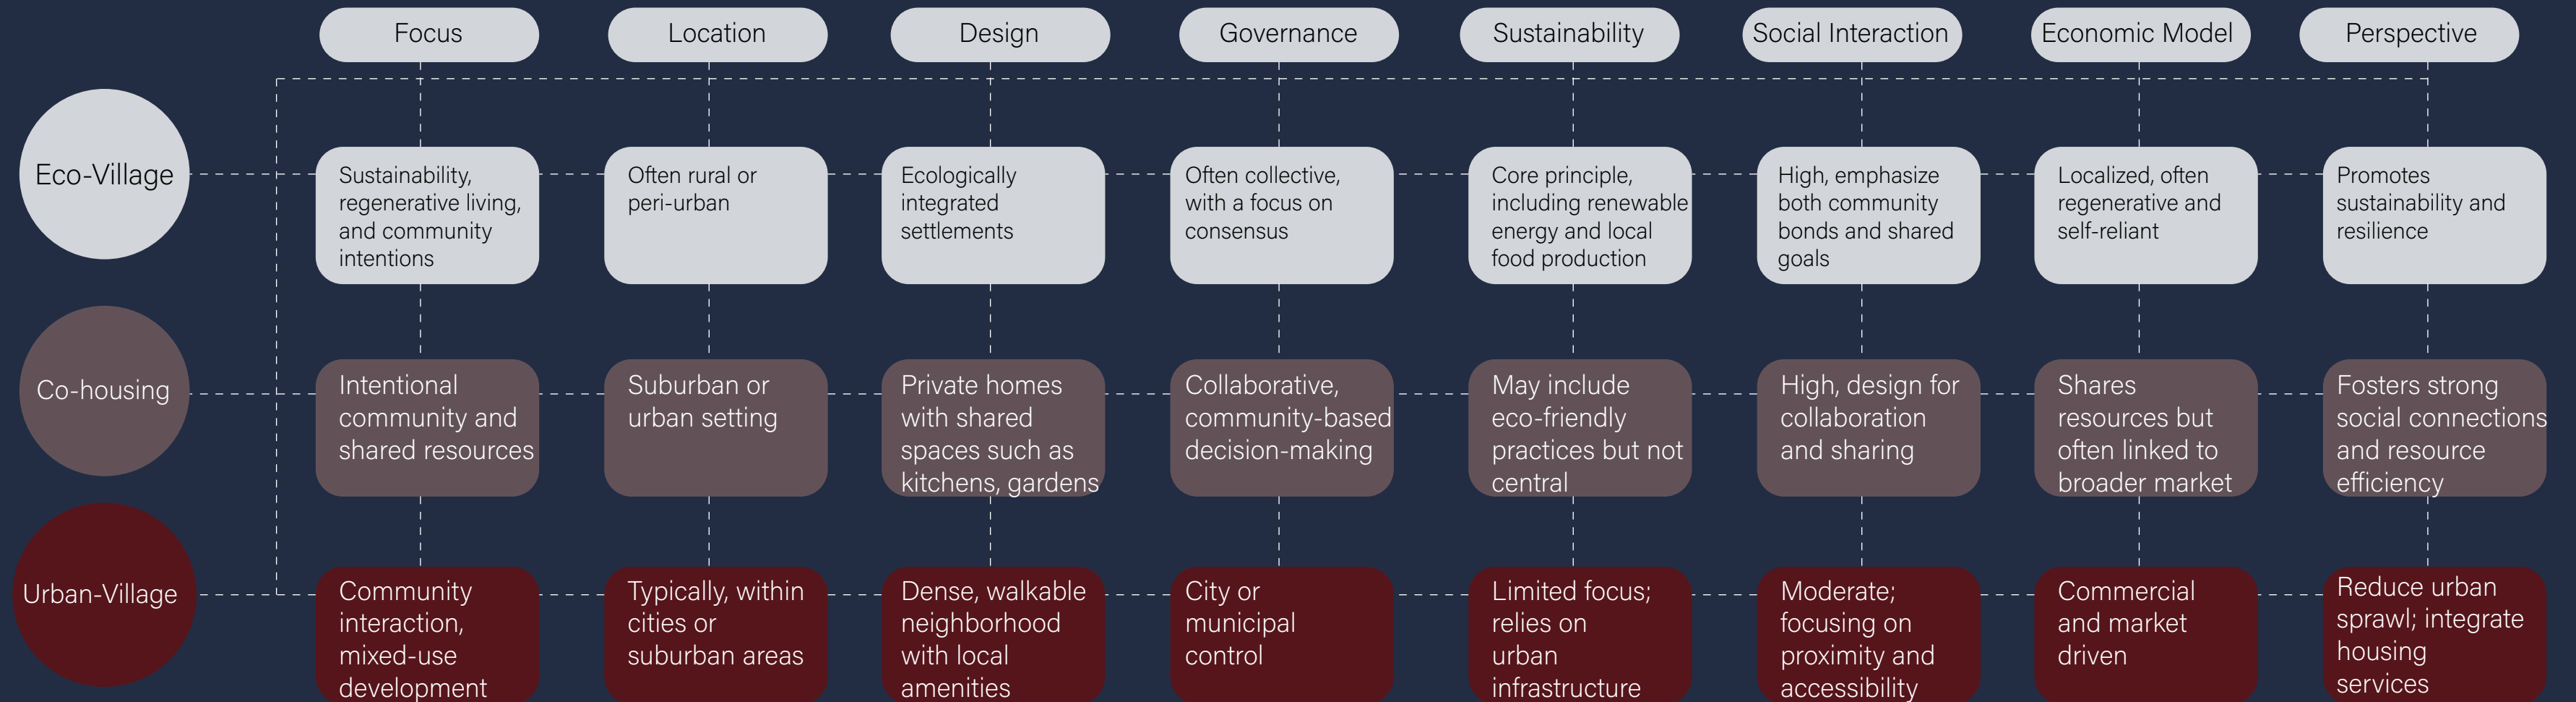 Focus
Location
Design
Governance
Sustainability
Social Interaction
Economic Model
Perspective
Eco-Village
Sustainability,
regenerative living,
and community
intentions
Often rural or
peri-urban
Ecologically
integrated
settlements
Often collective,
with a focus on
consensus
Core principle,
including renewable
energy and local
food production
High, emphasize
both community
bonds and shared
goals
Localized, often
regenerative and
self-reliant
Promotes
sustainability and
resilience
Co-housing
Intentional
community and
shared resources
Suburban or
urban setting
Private homes
with shared
spaces such as
kitchens, gardens
Collaborative,
community-based
decision-making
May include
eco-friendly
practices but not
central
High, design for
collaboration
and sharing
Shares
resources but
often linked to
broader market
Fosters strong
social connections
and resource
efficiency
Urban-Village
Community
interaction,
mixed-use
development
Typically, within
cities or
suburban areas
Dense, walkable
neighborhood
with local
amenities
City or
municipal
control
Limited focus;
relies on
urban
infrastructure
Moderate;
focusing on
proximity and
accessibility
Commercial
and market
driven
Reduce urban
sprawl; integrate
housing
services